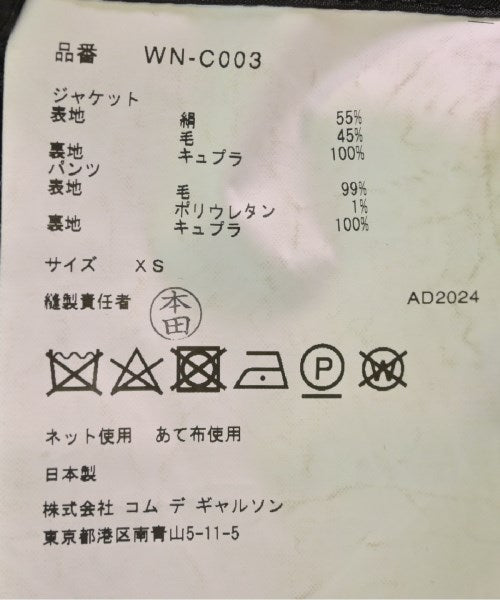 品番 WN-C003
ジャケット
表地 絹 55%
毛 45%
裏地 キュプラ 100%
パンツ
表地 毛 99%
ポリウレタン 1%
裏地 キュプラ 100%
サイズ XS
縫製責任者 本田 AD2024
P W
ネット使用 あて布使用
日本製
株式会社 コム デ ギャルソン
東京都港区南青山5-11-5